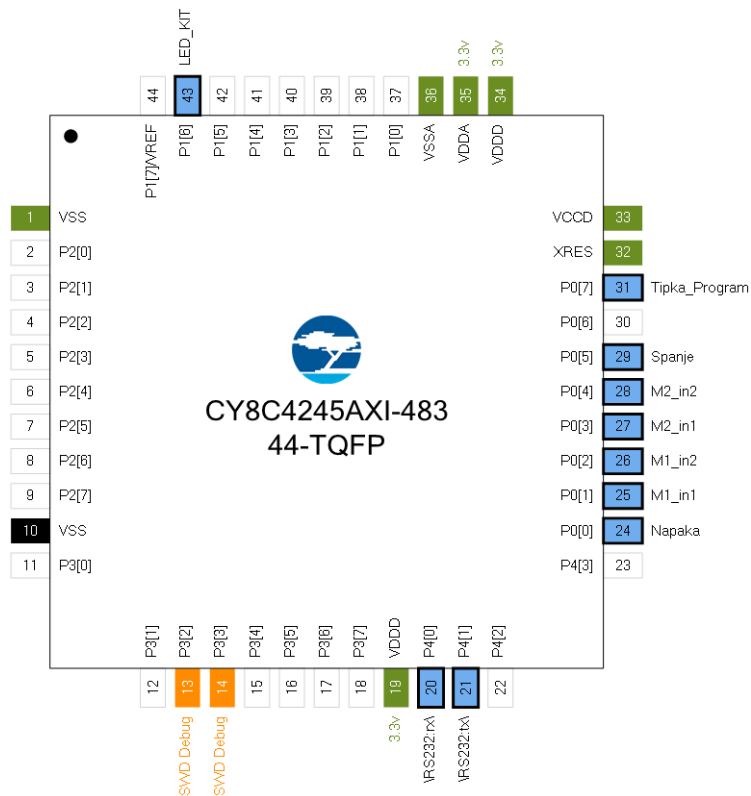 LED_KIT
3.3v
3.3v
44
43
42
41
40
39
38
37
36
35
34
P1[7]/VREF
P1[6]
P1[5]
P1[4]
P1[3]
P1[2]
P1[1]
P1[0]
VSSA
VDDA
VDDD
1 VSS
2 P2[0]
3 P2[1]
4 P2[2]
5 P2[3]
6 P2[4]
7 P2[5]
8 P2[6]
9 P2[7]
10 VSS
11 P3[0]
CY8C4245AXI-483
44-TQFP
VCCD 33
XRES 32
P0[7] 31 Tipka_Program
P0[6] 30
P0[5] 29 Spanje
P0[4] 28 M2_in2
P0[3] 27 M2_in1
P0[2] 26 M1_in2
P0[1] 25 M1_in1
P0[0] 24 Napaka
P4[3] 23
P3[1]
P3[2]
P3[3]
P3[4]
P3[5]
P3[6]
P3[7]
VDDD
P4[0]
P4[1]
P4[2]
12
13
14
15
16
17
18
19
20
21
22
SWD Debug
SWD Debug
3.3v
\RS232:rx\
\RS232:tx\